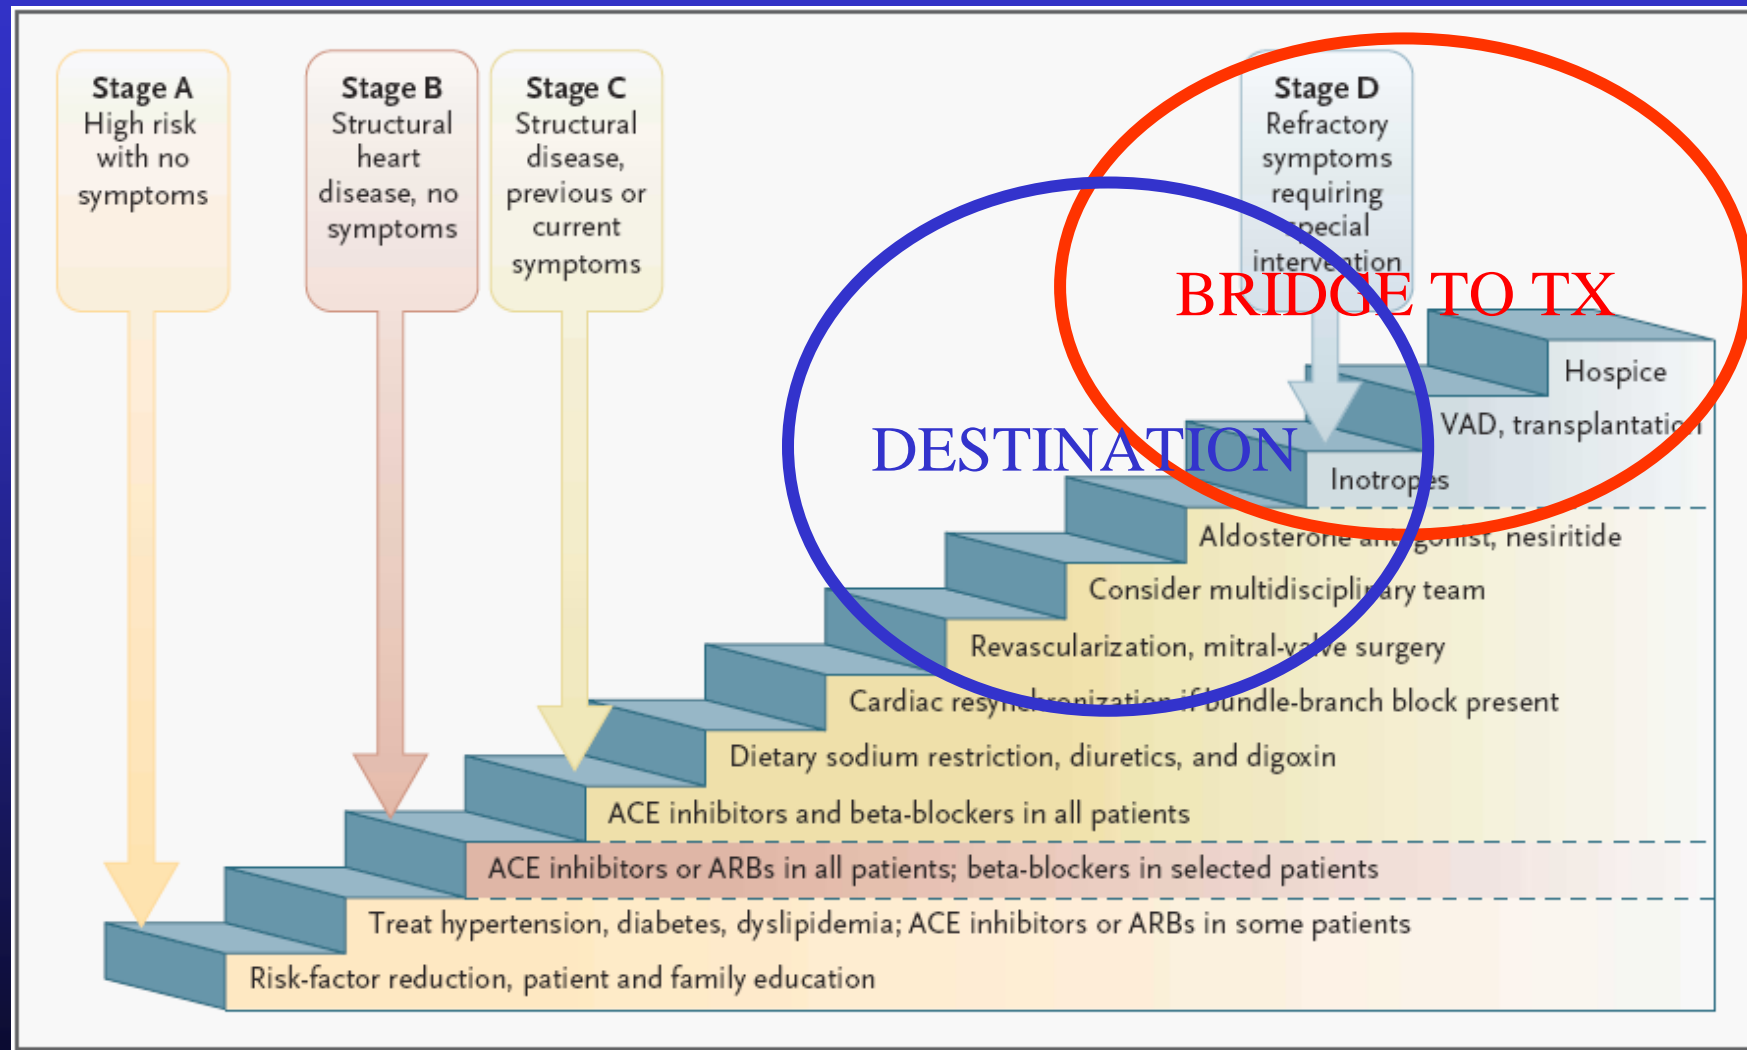 Stage A
High risk
with no
symptoms
Stage B
Structural
heart
disease, no
symptoms
Stage C
Structural
disease,
previous or
current
symptoms
Stage D
Refractory
symptoms
requiring
special
intervention
BRIDGE TO TX
DESTINATION
Hospice
VAD, transplantation
Inotropes
Aldosterone antagonist, nesiritide
Consider multidisciplinary team
Revascularization, mitral-valve surgery
Cardiac resynchronization if bundle-branch block present
Dietary sodium restriction, diuretics, and digoxin
ACE inhibitors and beta-blockers in all patients
ACE inhibitors or ARBs in all patients; beta-blockers in selected patients
Treat hypertension, diabetes, dyslipidemia; ACE inhibitors or ARBs in some patients
Risk-factor reduction, patient and family education